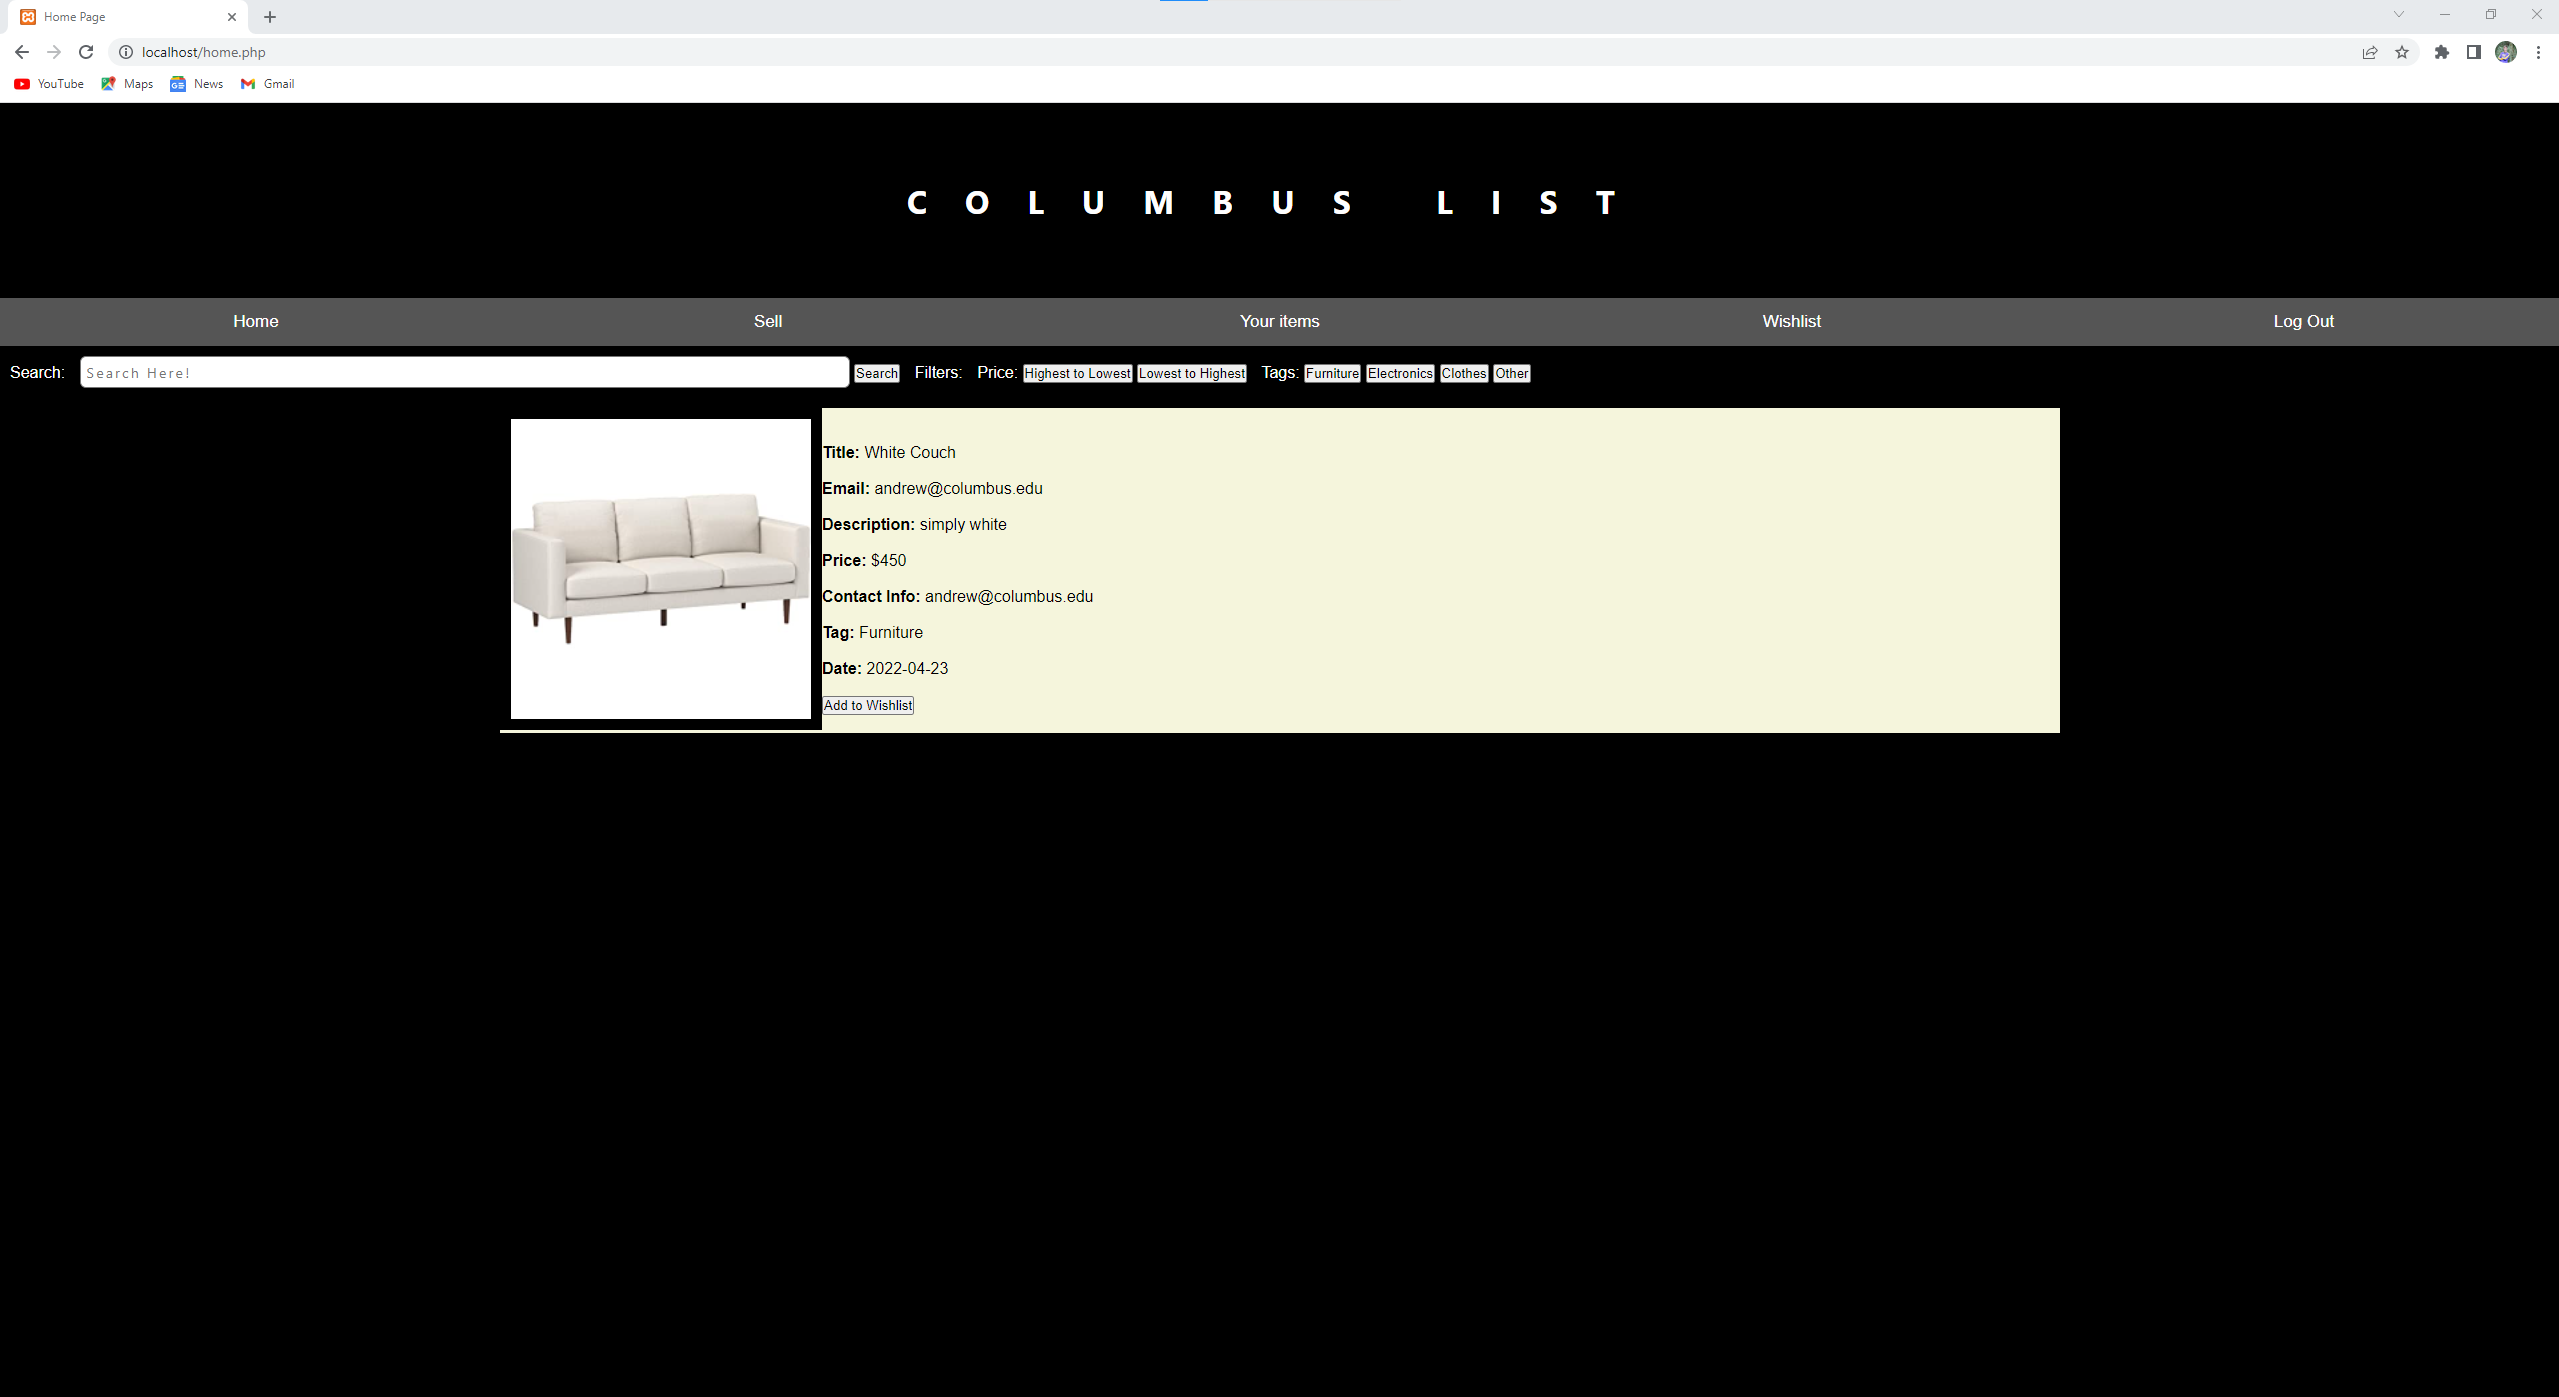 Home Page
localhost/home.php
YouTube Maps News Gmail
COLUMBUS LIST
Home Sell Your items Wishlist Log Out
Search: Search Here! Search Filters: Price: Highest to Lowest Lowest to Highest Tags: Furniture Electronics Clothes Other
Title: White Couch
Email: andrew@columbus.edu
Description: simply white
Price: $450
Contact Info: andrew@columbus.edu
Tag: Furniture
Date: 2022-04-23
Add to Wishlist